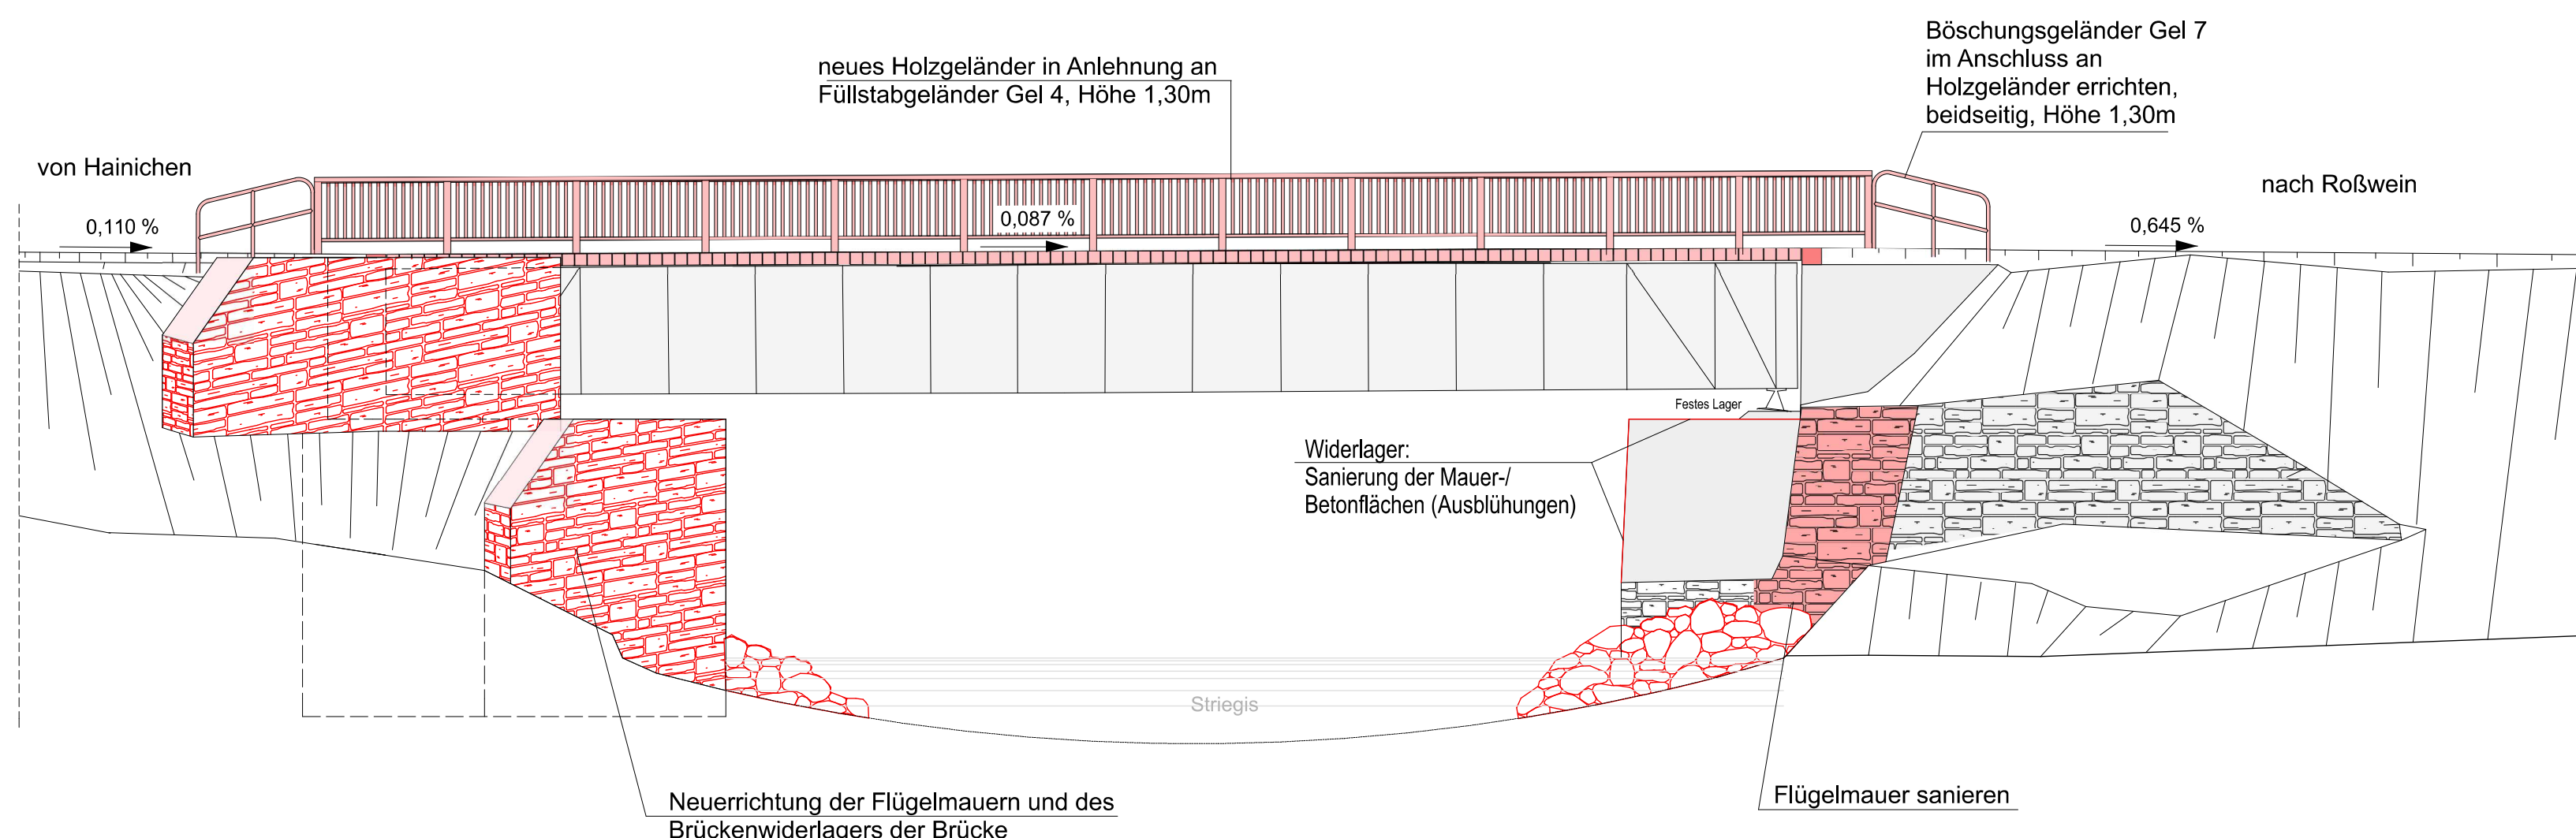 Böschungsgeländer Gel 7
im Anschluss an
Holzgeländer errichten,
beidseitig, Höhe 1,30m
neues Holzgeländer in Anlehnung an
Füllstabgeländer Gel 4, Höhe 1,30m
von Hainichen
nach Roßwein
0,110 %
0,087 %
0,645 %
Festes Lager
Widerlager:
Sanierung der Mauer-/
Betonflächen (Ausblühungen)
Striegis
Neuerrichtung der Flügelmauern und des
Brückenwiderlagers der Brücke
Flügelmauer sanieren